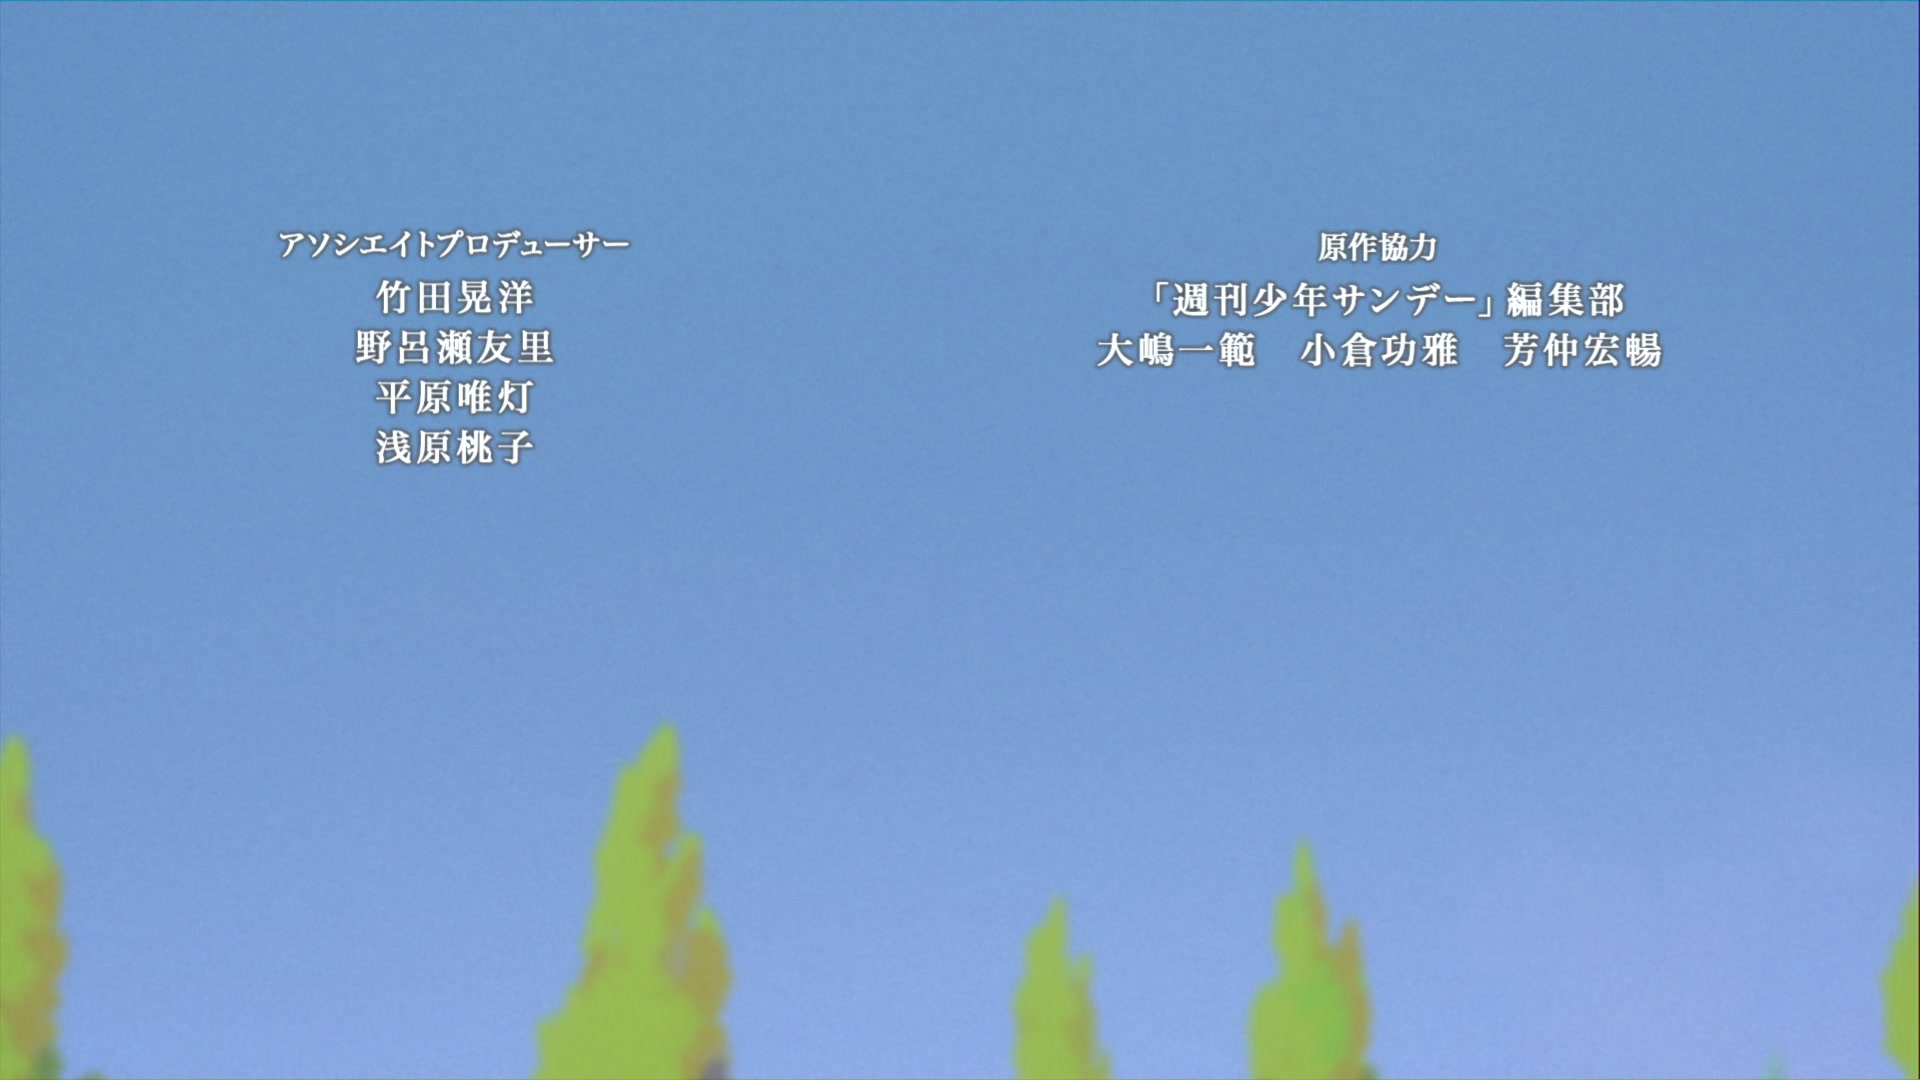 アソシエイトプロデューサー
竹田晃洋
野呂瀬友里
平原唯灯
浅原桃子
原作協力
「週刊少年サンデー」編集部
大嶋一範　小倉功雅　芳仲宏暢